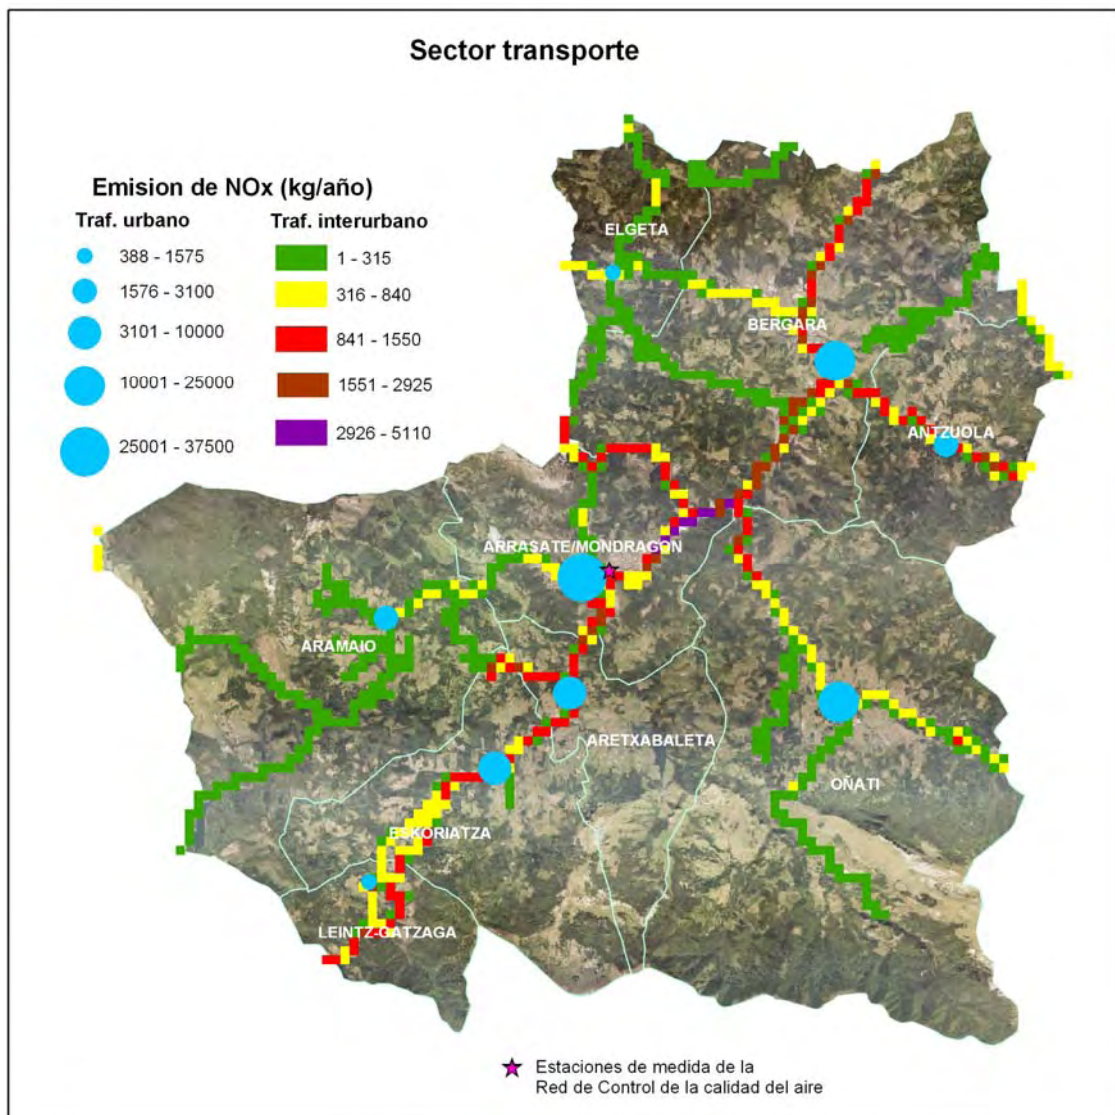 Sector transporte
Emision de NOx (kg/año)
Traf. urbano
388 - 1575
1576 - 3100
3101 - 10000
10001 - 25000
25001 - 37500
Traf. interurbano
1 - 315
316 - 840
841 - 1550
1551 - 2925
2926 - 5110
ELGETA
BERGARA
ANTZUOLA
ARRASATE/MONDRAGON
ARAMAIO
ARETXABALETA
OÑATI
ESKORIATZA
LEINTZ-GATZAGA
Estaciones de medida de la
Red de Control de la calidad del aire